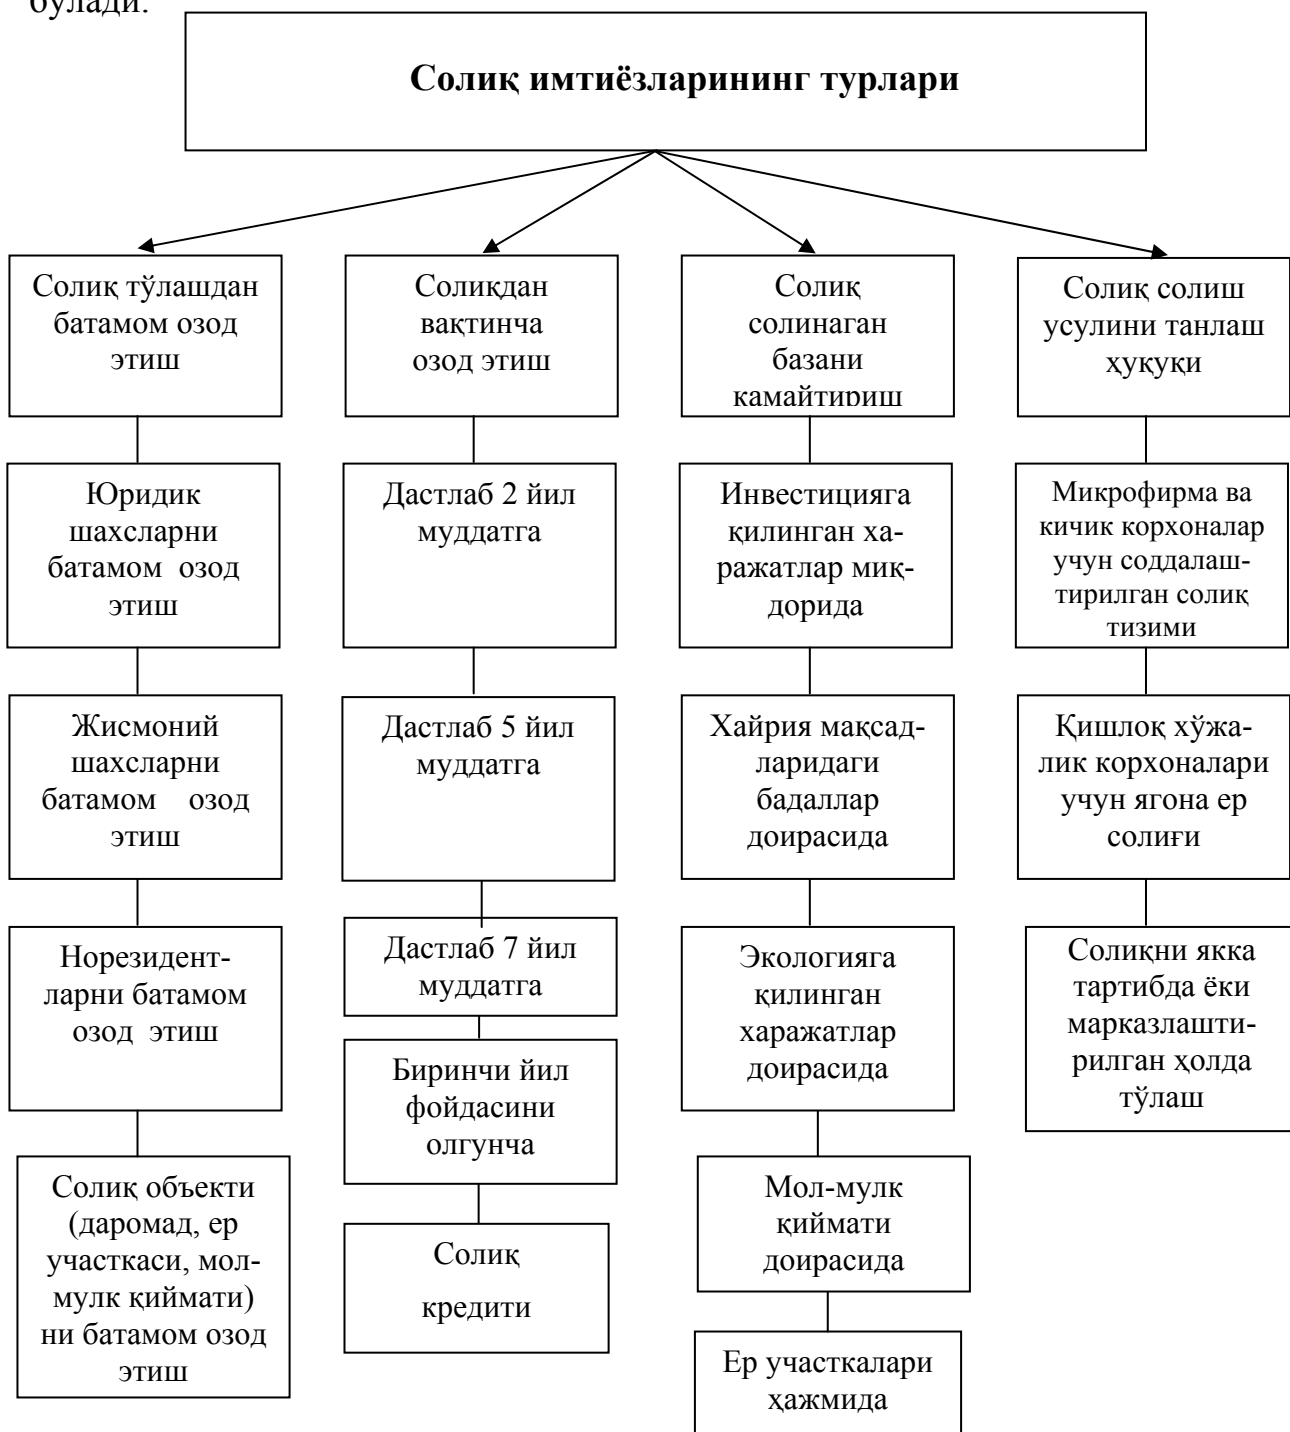 бўлади.
Солиқ имтиёзларининг турлари
Солиқ тўлашдан
батамом озод
этиш
Юридик
шахсларни
батамом озод
этиш
Жисмоний
шахсларни
батамом озод
этиш
Норезидент-
ларни батамом
озод этиш
Солиқ объекти
(даромад, ер
участкаси, мол-
мулк қиймати)
ни батамом озод
этиш
Солиқдан
вақтинча
озод этиш
Дастлаб 2 йил
муддатга
Дастлаб 5 йил
муддатга
Дастлаб 7 йил
муддатга
Биринчи йил
фойдасини
олгунча
Солиқ
кредити
Солиқ
солинаган
базани
камайтириш
Инвестицияга
қилинган ха-
ражатлар миқ-
дорида
Хайрия мақсад-
ларидаги
бадаллар
доирасида
Экологияга
қилинган
харажатлар
доирасида
Мол-мулк
қиймати
доирасида
Ер участкалари
ҳажмида
Солиқ солиш
усулини танлаш
ҳуқуқи
Микрофирма ва
кичик корхоналар
учун соддалаш-
тирилган солиқ
тизими
Қишлоқ хўжа-
лик корхоналари
учун ягона ер
солиғи
Солиқни якка
тартибда ёки
марказлашти-
рилган ҳолда
тўлаш